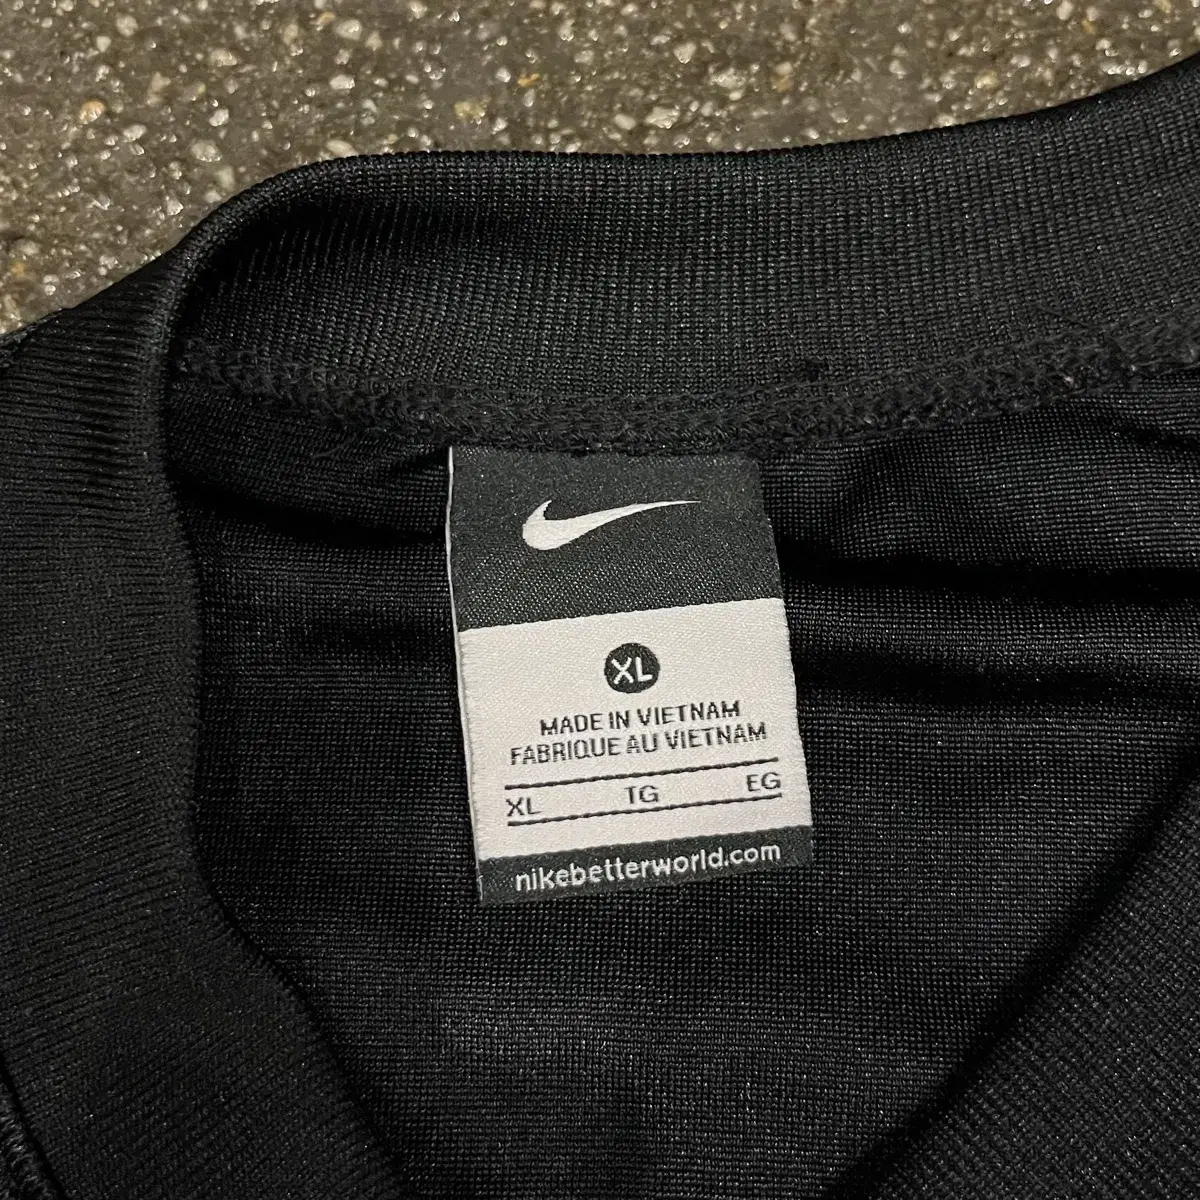 XL
MADE IN VIETNAM
FABRIQUE AU VIETNAM
XL TG EG
nikebetterworld.com